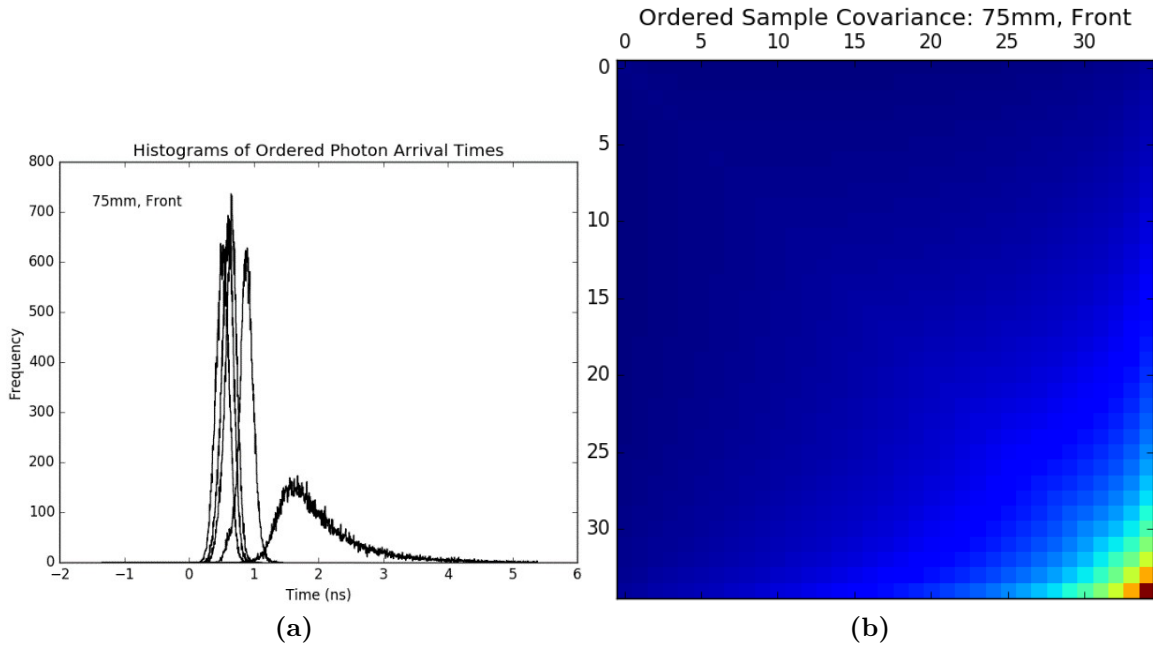 Histograms of Ordered Photon Arrival Times
800
700
600
500
400
300
200
100
0
Frequency
75mm, Front
−2 −1 0 1 2 3 4 5 6
Time (ns)
(a)
Ordered Sample Covariance: 75mm, Front
0 5 10 15 20 25 30
0
5
10
15
20
25
30
(b)